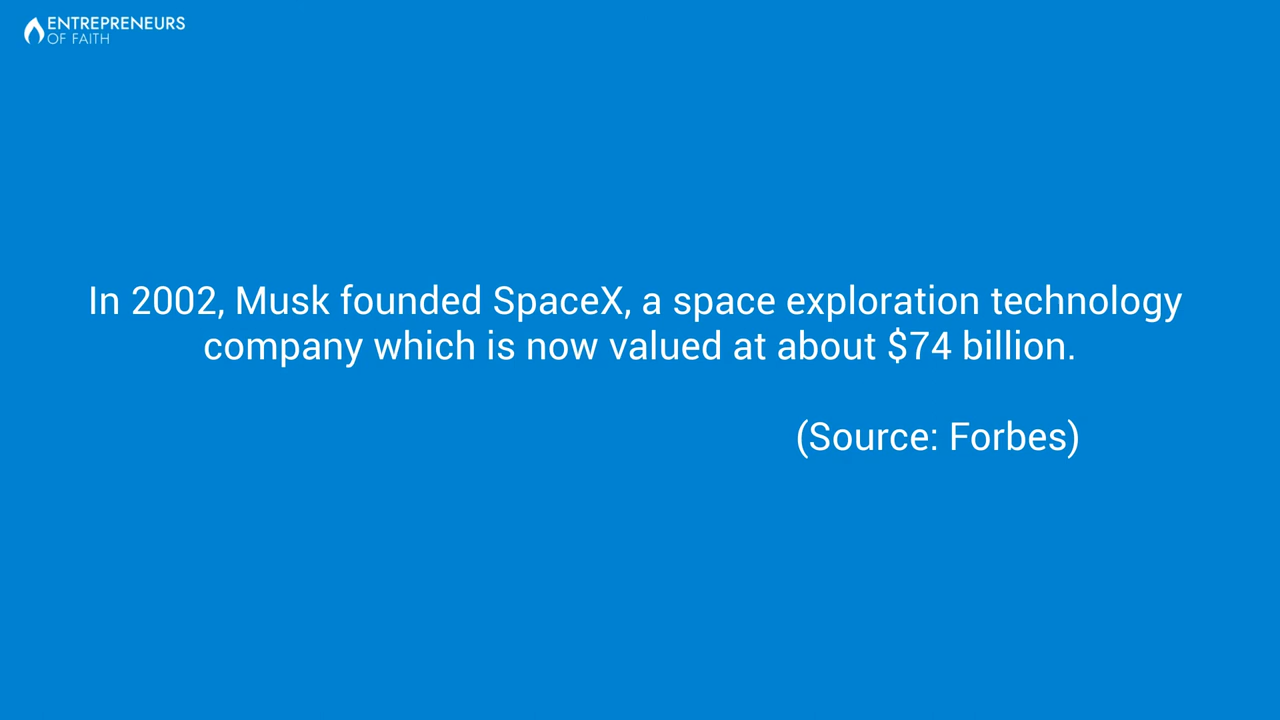 ENTREPRENEURS
OF FAITH
In 2002, Musk founded SpaceX, a space exploration technology
company which is now valued at about $74 billion.
(Source: Forbes)